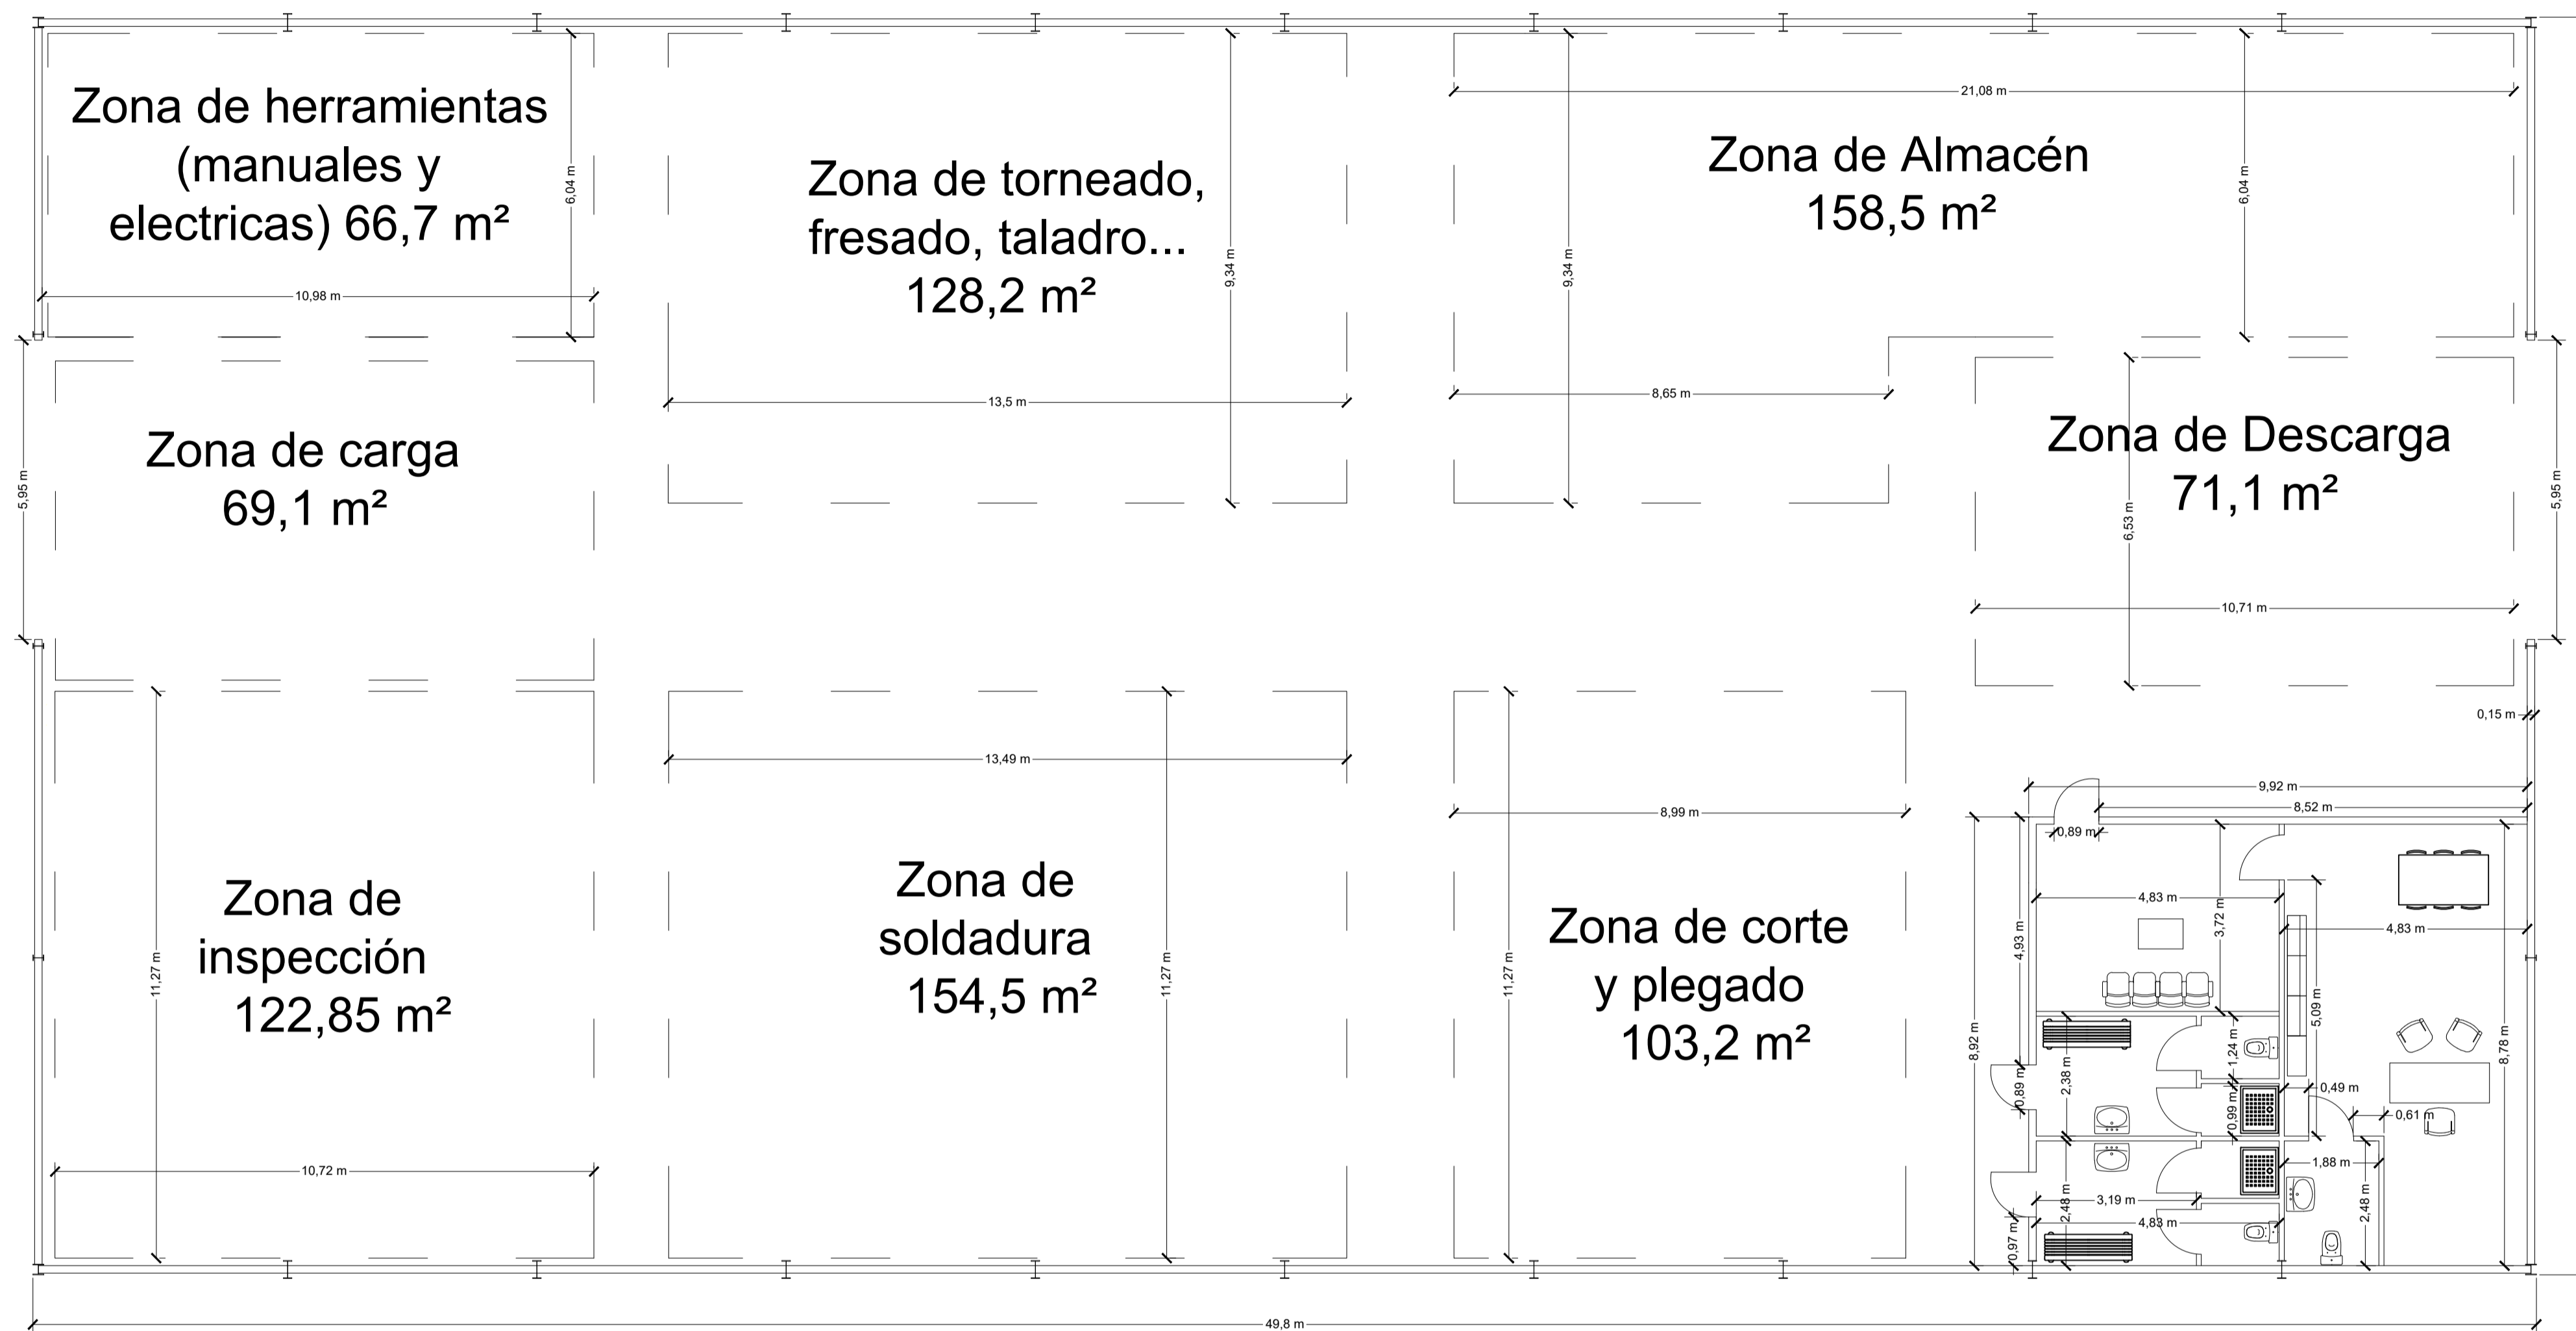 Zona de herramientas
(manuales y
electricas) 66,7 m²
6,04 m
10,98 m
Zona de torneado,
fresado, taladro...
128,2 m²
9,34 m
13,5 m
21,08 m
Zona de Almacén
158,5 m²
9,34 m
6,04 m
8,65 m
5,95 m
Zona de carga
69,1 m²
Zona de Descarga
71,1 m²
6,53 m
10,71 m
5,95 m
0,15 m
Zona de
inspección
122,85 m²
11,27 m
10,72 m
13,49 m
Zona de
soldadura
154,5 m²
11,27 m
8,99 m
11,27 m
Zona de corte
y plegado
103,2 m²
9,92 m
8,52 m
0,89 m
4,83 m
3,72 m
4,83 m
4,93 m
8,92 m
5,09 m
8,78 m
1,24 m
2,38 m
0,89 m
0,99 m
0,49 m
0,61 m
1,88 m
3,19 m
2,48 m
2,48 m
4,83 m
0,97 m
49,8 m